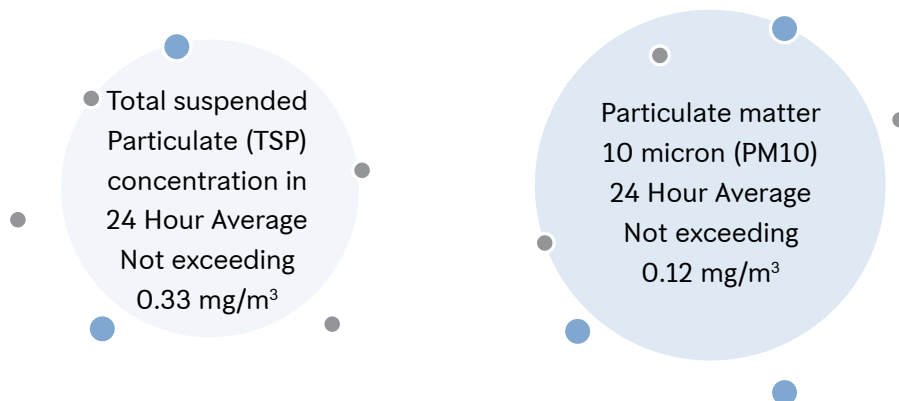 Total suspended
Particulate (TSP)
concentration in
24 Hour Average
Not exceeding
0.33 mg/m³
Particulate matter
10 micron (PM10)
24 Hour Average
Not exceeding
0.12 mg/m³